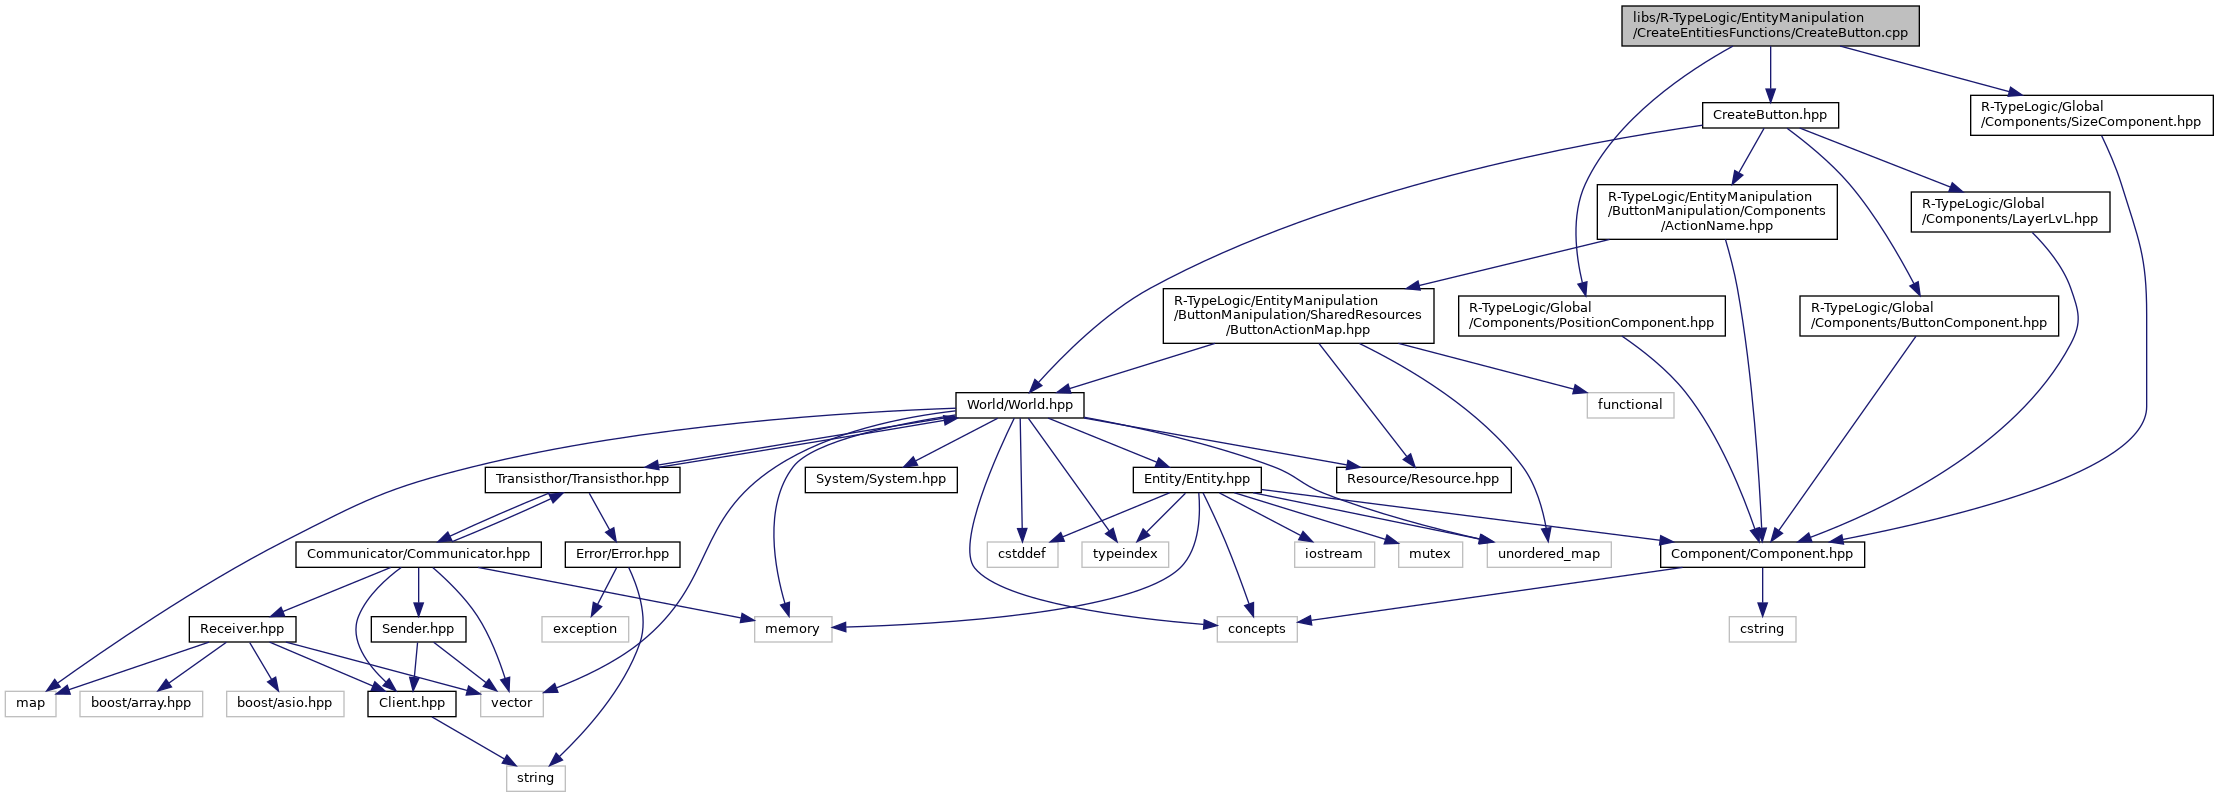 libs/R-TypeLogic/EntityManipulation
/CreateEntitiesFunctions/CreateButton.cpp
CreateButton.hpp
R-TypeLogic/Global
/Components/SizeComponent.hpp
R-TypeLogic/EntityManipulation
/ButtonManipulation/Components
/ActionName.hpp
R-TypeLogic/Global
/Components/LayerLvL.hpp
R-TypeLogic/EntityManipulation
/ButtonManipulation/SharedResources
/ButtonActionMap.hpp
R-TypeLogic/Global
/Components/PositionComponent.hpp
R-TypeLogic/Global
/Components/ButtonComponent.hpp
World/World.hpp
functional
Transisthor/Transisthor.hpp
System/System.hpp
Entity/Entity.hpp
Resource/Resource.hpp
Communicator/Communicator.hpp
Error/Error.hpp
cstddef
typeindex
iostream
mutex
unordered_map
Component/Component.hpp
Receiver.hpp
Sender.hpp
exception
memory
concepts
cstring
map
boost/array.hpp
boost/asio.hpp
Client.hpp
vector
string